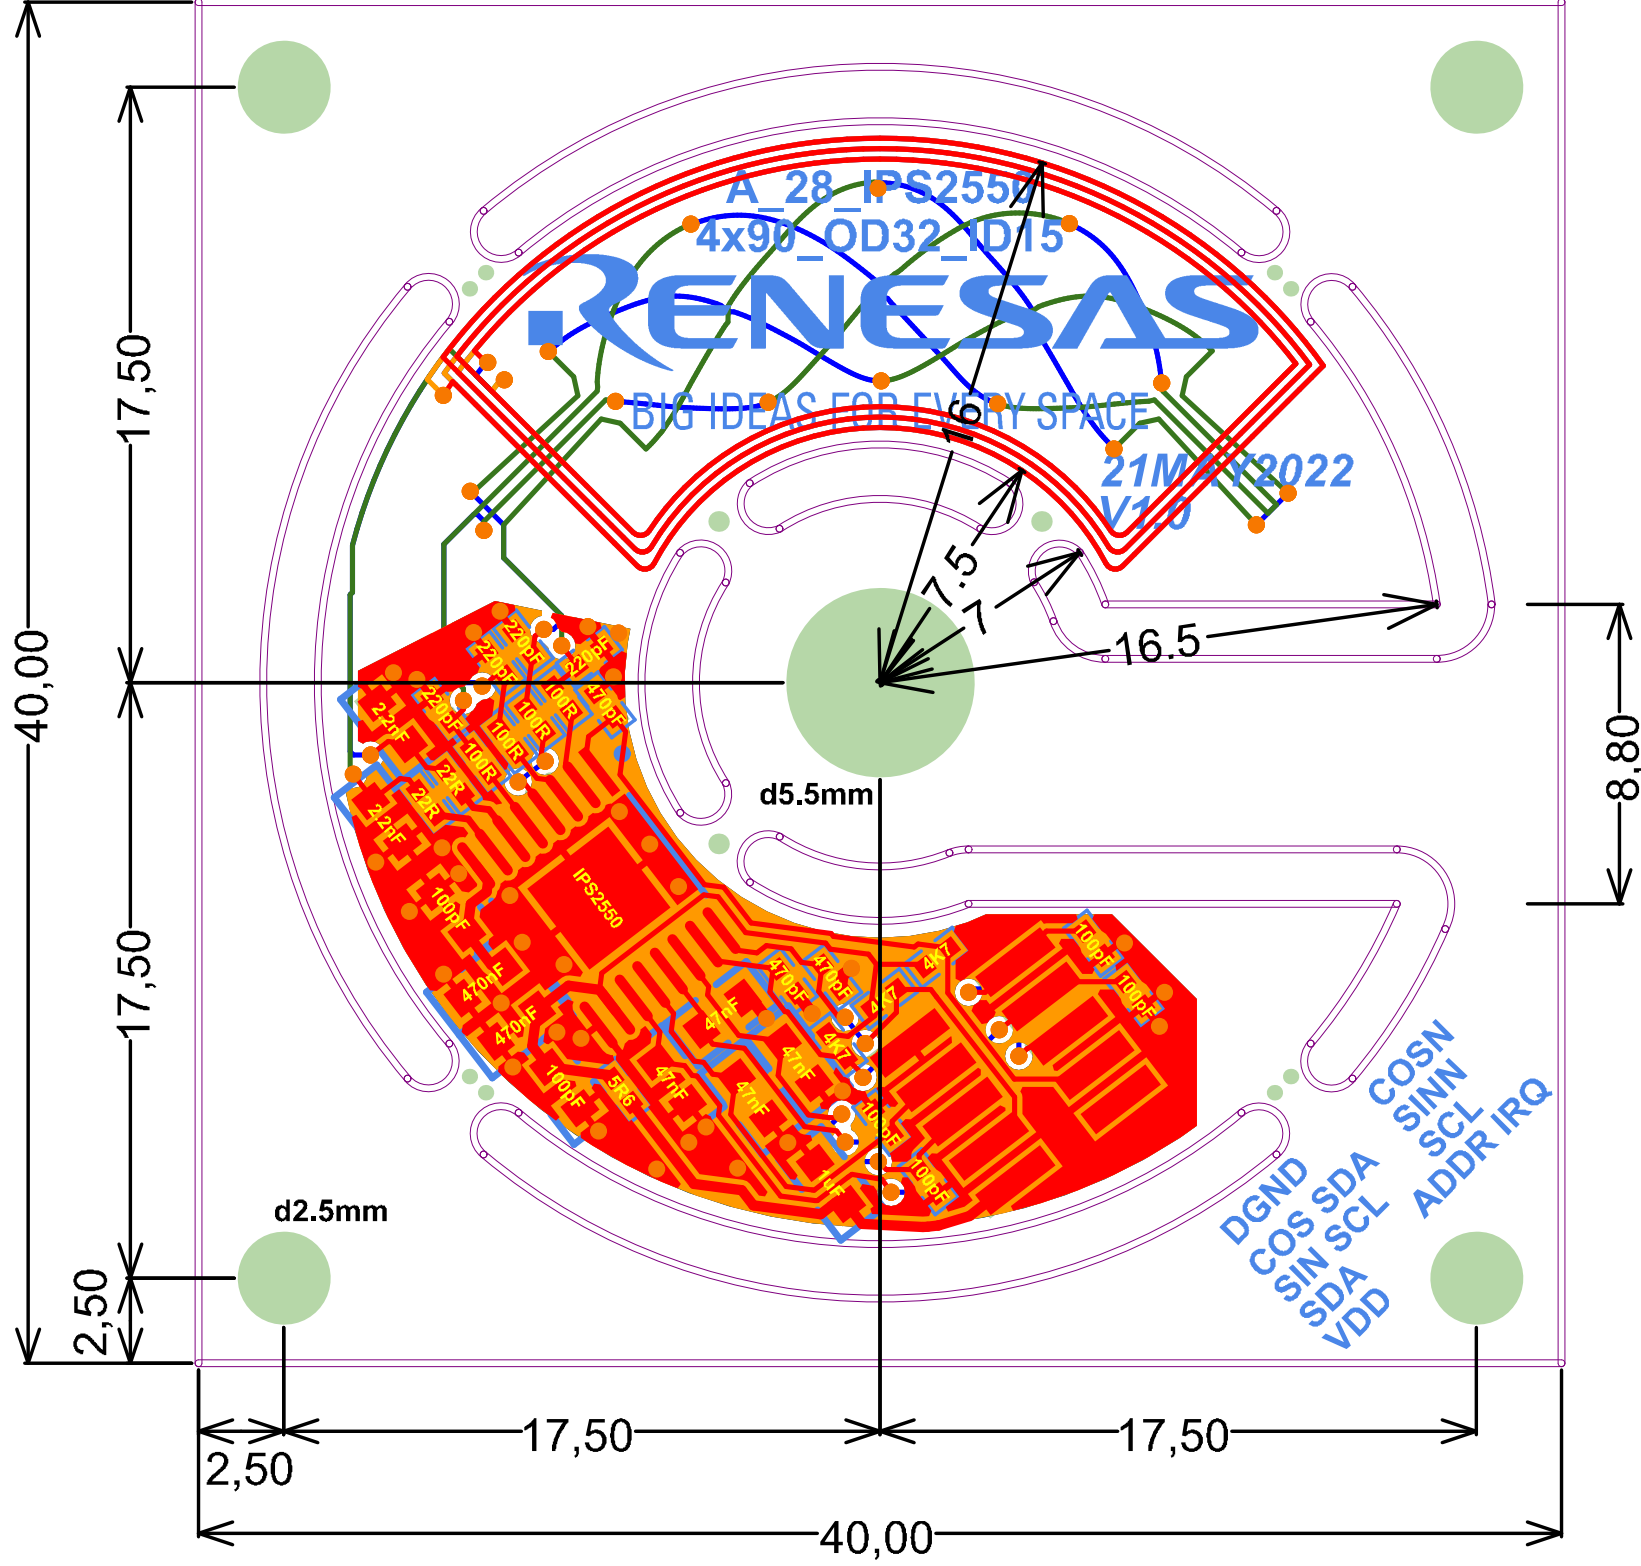 A_28_IPS2550
4x90_OD32_ID15
RENESAS
BIG IDEAS FOR EVERY SPACE
21MAY2022
V1.0
16
7.5
7
16.5
17,50
40,00
17,50
2,50
8,80
d5.5mm
d2.5mm
220pF
220pF
220pF
220pF
470pF
100R
100R
100R
100R
2.2nF
22R
22R
2.2nF
100pF
IPS2550
470nF
470nF
100pF
5R6
47nF
47nF
47nF
47nF
470pF
470pF
4K7
4K7
4K7
100pF
100pF
1uF
100pF
100pF
COSN
SINN
SCL
ADDR IRQ
DGND
COS SDA
SIN SCL
SDA
VDD
2,50
17,50
17,50
40,00